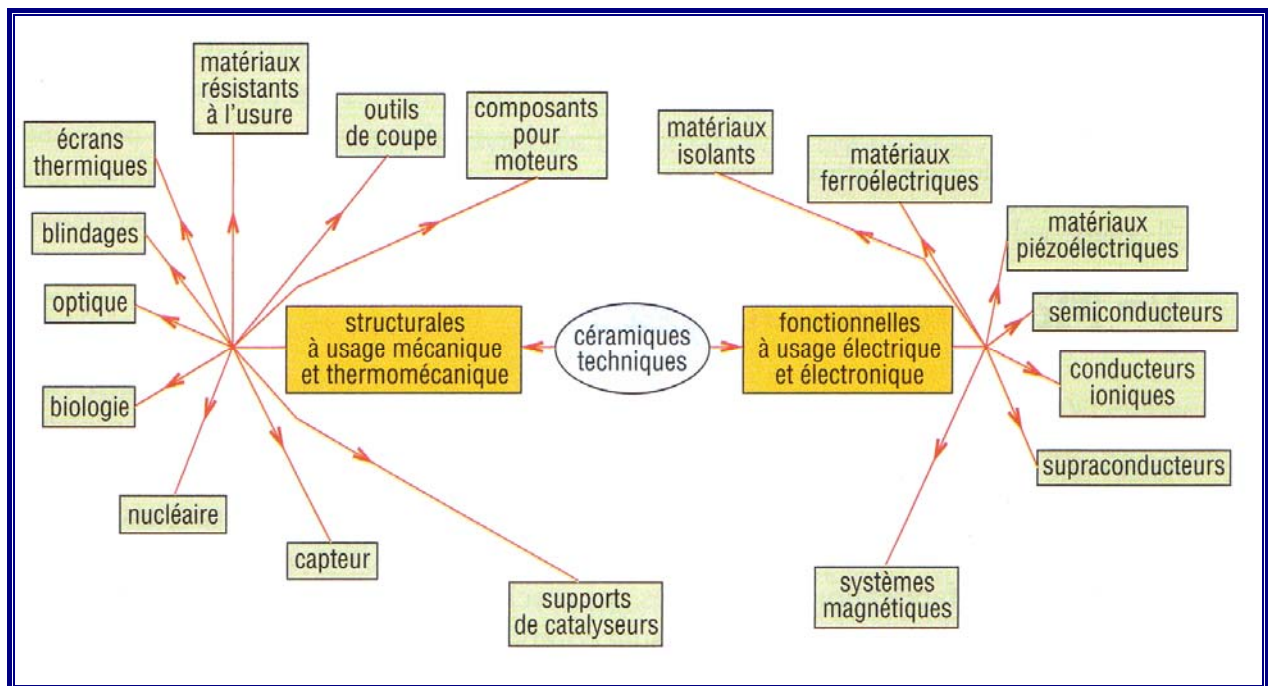 matériaux
résistants
à l'usure
outils
de coupe
composants
pour
moteurs
écrans
thermiques
blindages
optique
biologie
nucléaire
capteur
supports
de catalyseurs
structurales
à usage mécanique
et thermomécanique
céramiques
techniques
fonctionnelles
à usage électrique
et électronique
matériaux
isolants
matériaux
ferroélectriques
matériaux
piézoélectriques
semiconducteurs
conducteurs
ioniques
supraconducteurs
systèmes
magnétiques